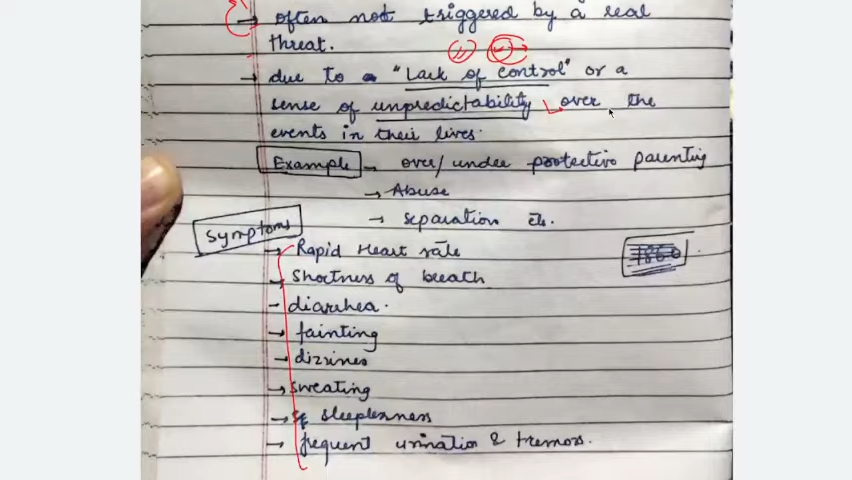 → often not triggered by a real
threat.
→ due to a "Lack of control" or a
sense of unpredictability over the
events in their lives.
Example → over/under protective parenting
→ Abuse
→ separation etc.
Symptoms
→ Rapid Heart rate
→ Shortness of breath
- diarrhea.
→ fainting
→ dizzines
→ sweating
→ sleeplessness
→ frequent urination & tremors.